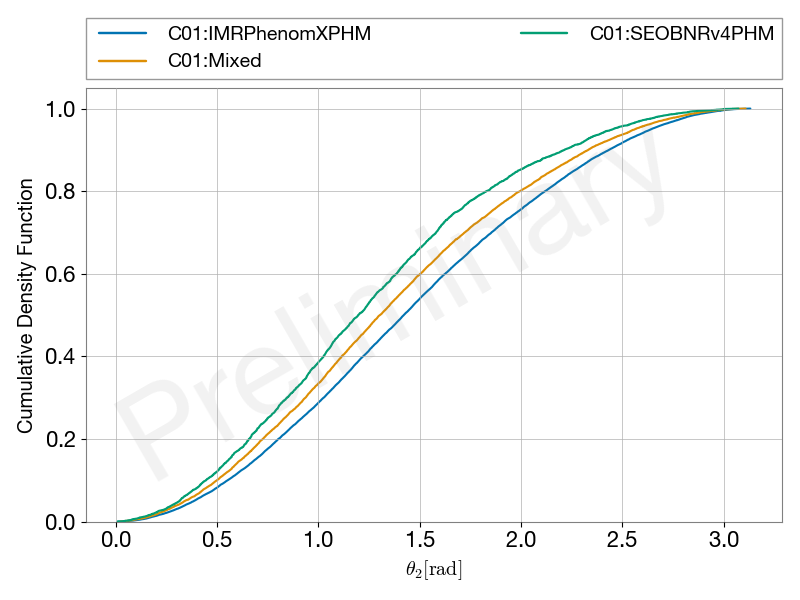 C01:IMRPhenomXPHM
C01:Mixed
C01:SEOBNRv4PHM
Cumulative Density Function
1.0
0.8
0.6
0.4
0.2
0.0
0.0 0.5 1.0 1.5 2.0 2.5 3.0
θ₂[rad]
Preliminary